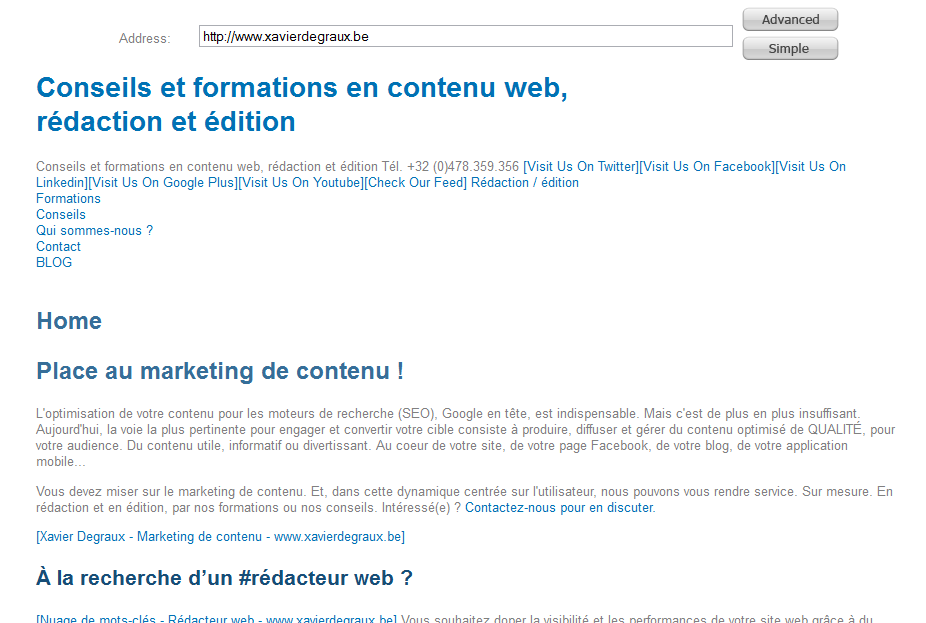 Advanced
Address: http://www.xavierdegraux.be
Simple
Conseils et formations en contenu web,
rédaction et édition
Conseils et formations en contenu web, rédaction et édition Tél. +32 (0)478.359.356 [Visit Us On Twitter][Visit Us On Facebook][Visit Us On
Linkedin][Visit Us On Google Plus][Visit Us On Youtube][Check Our Feed] Rédaction / édition
Formations
Conseils
Qui sommes-nous ?
Contact
BLOG
Home
Place au marketing de contenu !
L'optimisation de votre contenu pour les moteurs de recherche (SEO), Google en tête, est indispensable. Mais c'est de plus en plus insuffisant.
Aujourd'hui, la voie la plus pertinente pour engager et convertir votre cible consiste à produire, diffuser et gérer du contenu optimisé de QUALITÉ, pour
votre audience. Du contenu utile, informatif ou divertissant. Au coeur de votre site, de votre page Facebook, de votre blog, de votre application
mobile...
Vous devez miser sur le marketing de contenu. Et, dans cette dynamique centrée sur l'utilisateur, nous pouvons vous rendre service. Sur mesure. En
rédaction et en édition, par nos formations ou nos conseils. Intéressé(e) ? Contactez-nous pour en discuter.
[Xavier Degraux - Marketing de contenu - www.xavierdegraux.be]
À la recherche d’un #rédacteur web ?
[Nuage de mots-clés - Rédacteur web - www.xavierdegraux.be] Vous souhaitez doper la visibilité et les performances de votre site web grâce à du